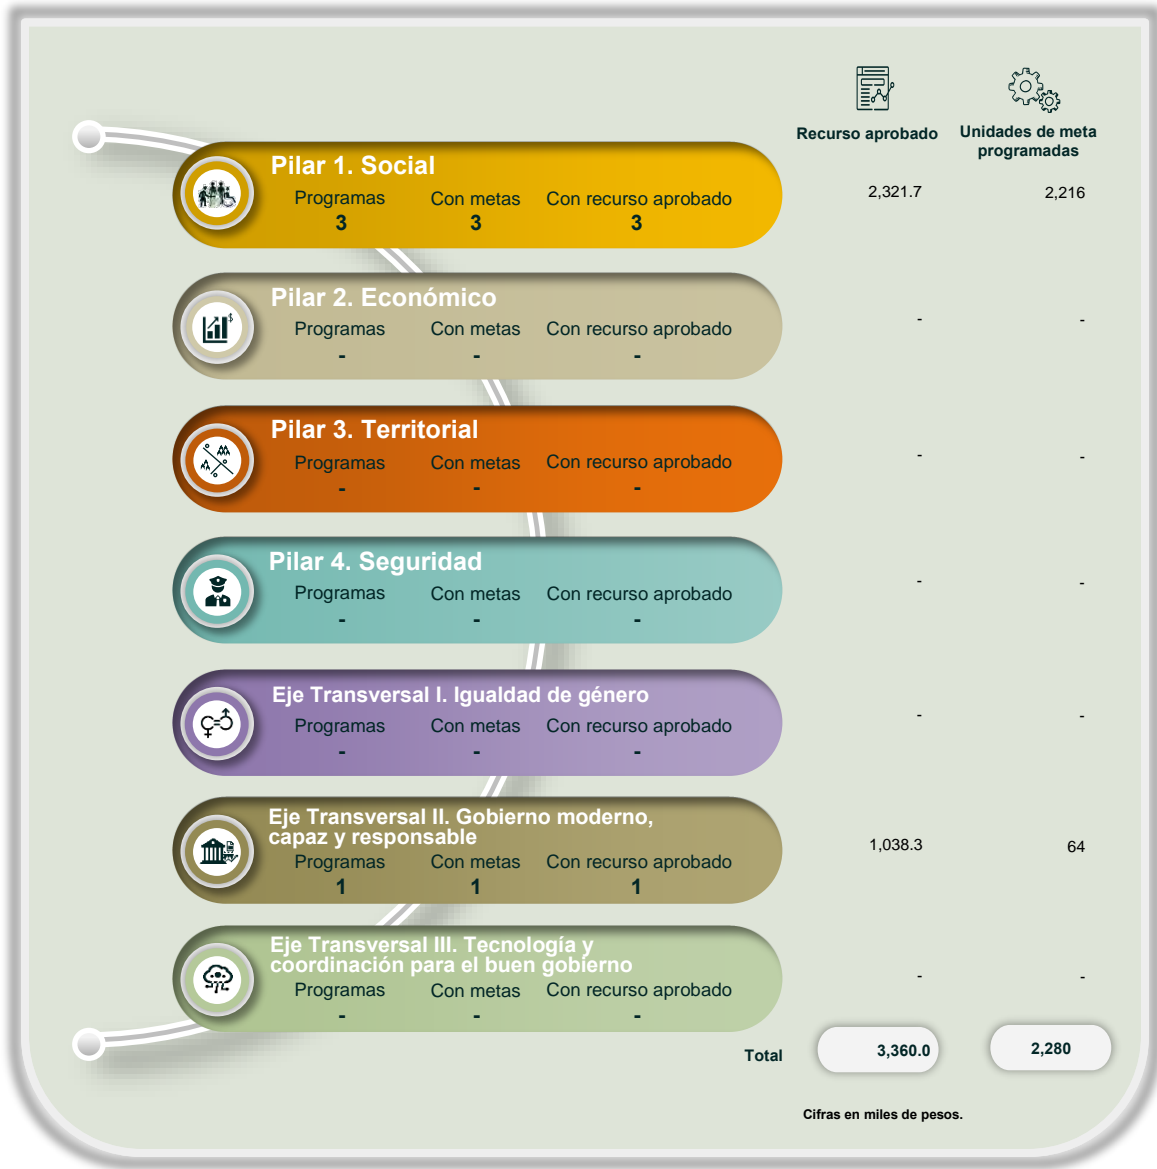 Recurso aprobado
Unidades de meta
programadas
Pilar 1. Social
Programas Con metas Con recurso aprobado
3 3 3
2,321.7 2,216
Pilar 2. Económico
Programas Con metas Con recurso aprobado
- - -
- -
Pilar 3. Territorial
Programas Con metas Con recurso aprobado
- - -
- -
Pilar 4. Seguridad
Programas Con metas Con recurso aprobado
- - -
- -
Eje Transversal I. Igualdad de género
Programas Con metas Con recurso aprobado
- - -
- -
Eje Transversal II. Gobierno moderno,
capaz y responsable
Programas Con metas Con recurso aprobado
1 1 1
1,038.3 64
Eje Transversal III. Tecnología y
coordinación para el buen gobierno
Programas Con metas Con recurso aprobado
- - -
- -
Total 3,360.0 2,280
Cifras en miles de pesos.